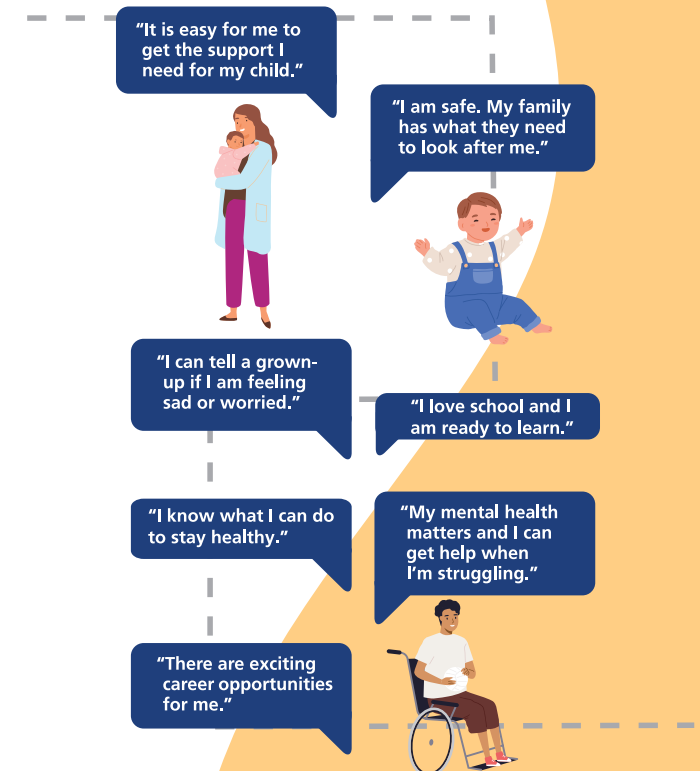 “It is easy for me to
get the support I
need for my child.”
“I am safe. My family
has what they need
to look after me.”
“I can tell a grown-
up if I am feeling
sad or worried.”
“I love school and I
am ready to learn.”
“I know what I can do
to stay healthy.”
“My mental health
matters and I can
get help when
I’m struggling.”
“There are exciting
career opportunities
for me.”